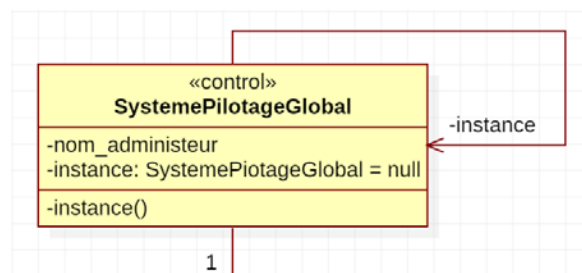 «control»
SystemePilotageGlobal
-instance
-nom_administeur
-instance: SystemePiotageGlobal = null
-instance()
1